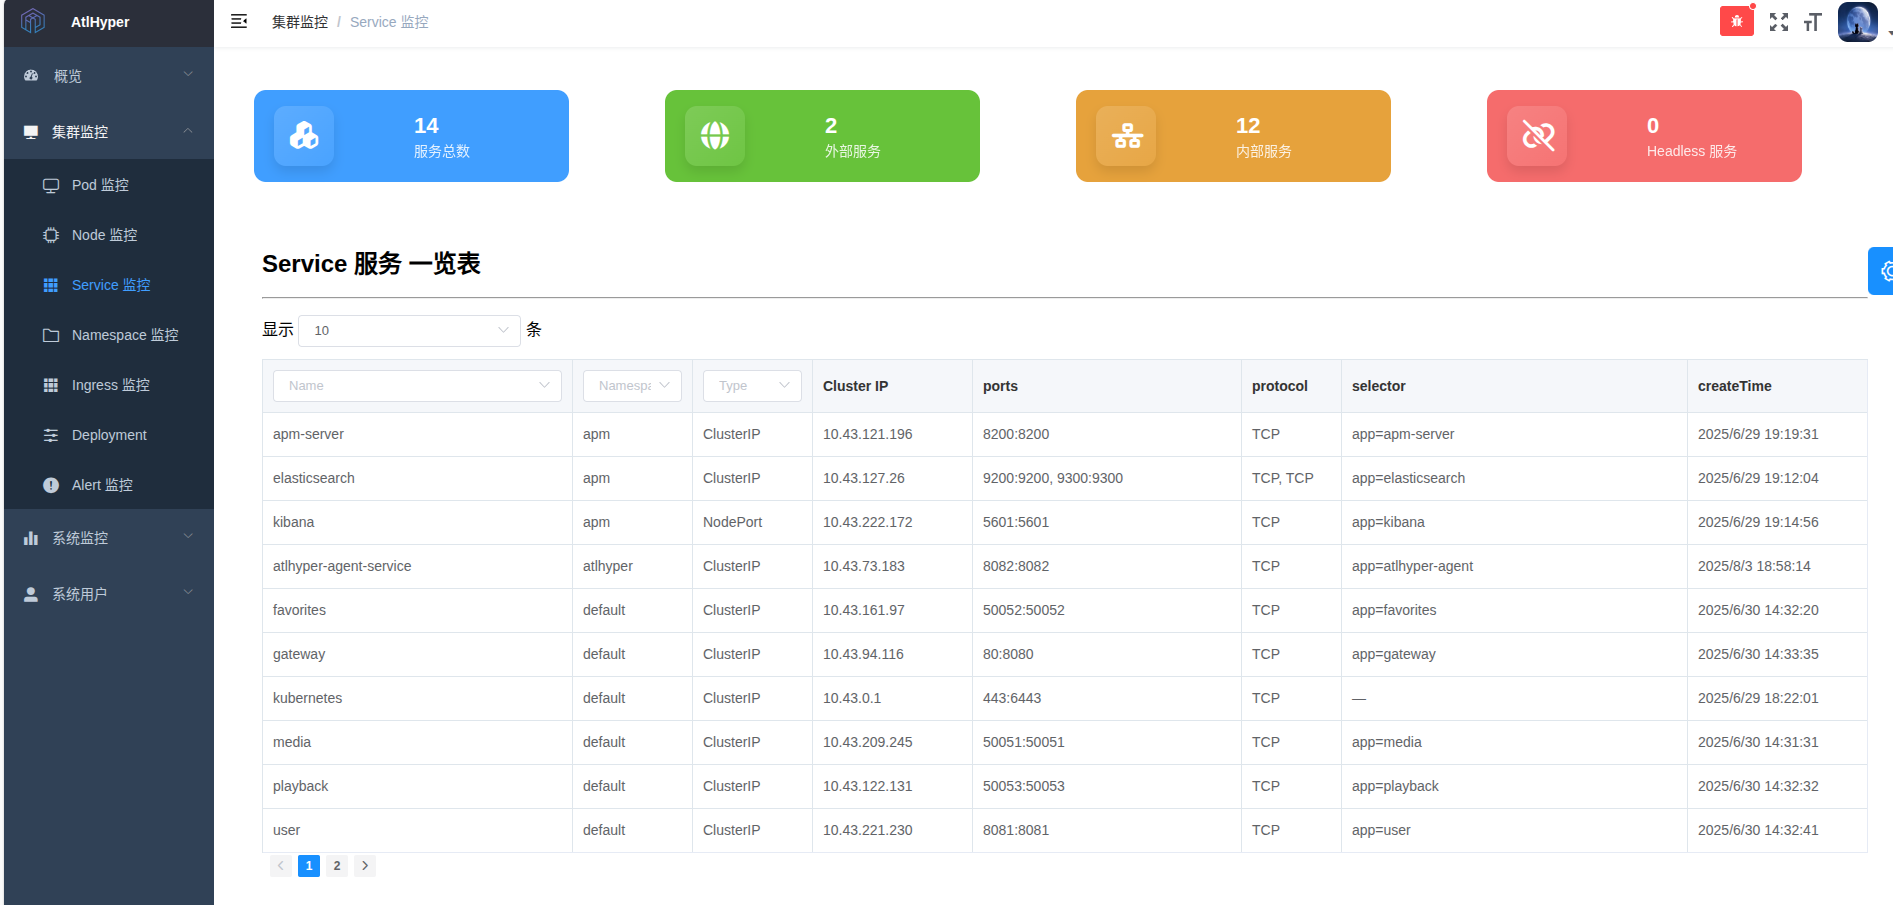 AtlHyper
集群监控 / Service 监控
概览
集群监控
Pod 监控
Node 监控
Service 监控
Namespace 监控
Ingress 监控
Deployment
Alert 监控
系统监控
系统用户
14
服务总数
2
外部服务
12
内部服务
0
Headless 服务
Service 服务 一览表
显示 10 条
Name Namespa Type Cluster IP ports protocol selector createTime
apm-server apm ClusterIP 10.43.121.196 8200:8200 TCP app=apm-server 2025/6/29 19:19:31
elasticsearch apm ClusterIP 10.43.127.26 9200:9200, 9300:9300 TCP, TCP app=elasticsearch 2025/6/29 19:12:04
kibana apm NodePort 10.43.222.172 5601:5601 TCP app=kibana 2025/6/29 19:14:56
atlhyper-agent-service atlhyper ClusterIP 10.43.73.183 8082:8082 TCP app=atlhyper-agent 2025/8/3 18:58:14
favorites default ClusterIP 10.43.161.97 50052:50052 TCP app=favorites 2025/6/30 14:32:20
gateway default ClusterIP 10.43.94.116 80:8080 TCP app=gateway 2025/6/30 14:33:35
kubernetes default ClusterIP 10.43.0.1 443:6443 TCP — 2025/6/29 18:22:01
media default ClusterIP 10.43.209.245 50051:50051 TCP app=media 2025/6/30 14:31:31
playback default ClusterIP 10.43.122.131 50053:50053 TCP app=playback 2025/6/30 14:32:32
user default ClusterIP 10.43.221.230 8081:8081 TCP app=user 2025/6/30 14:32:41
1 2